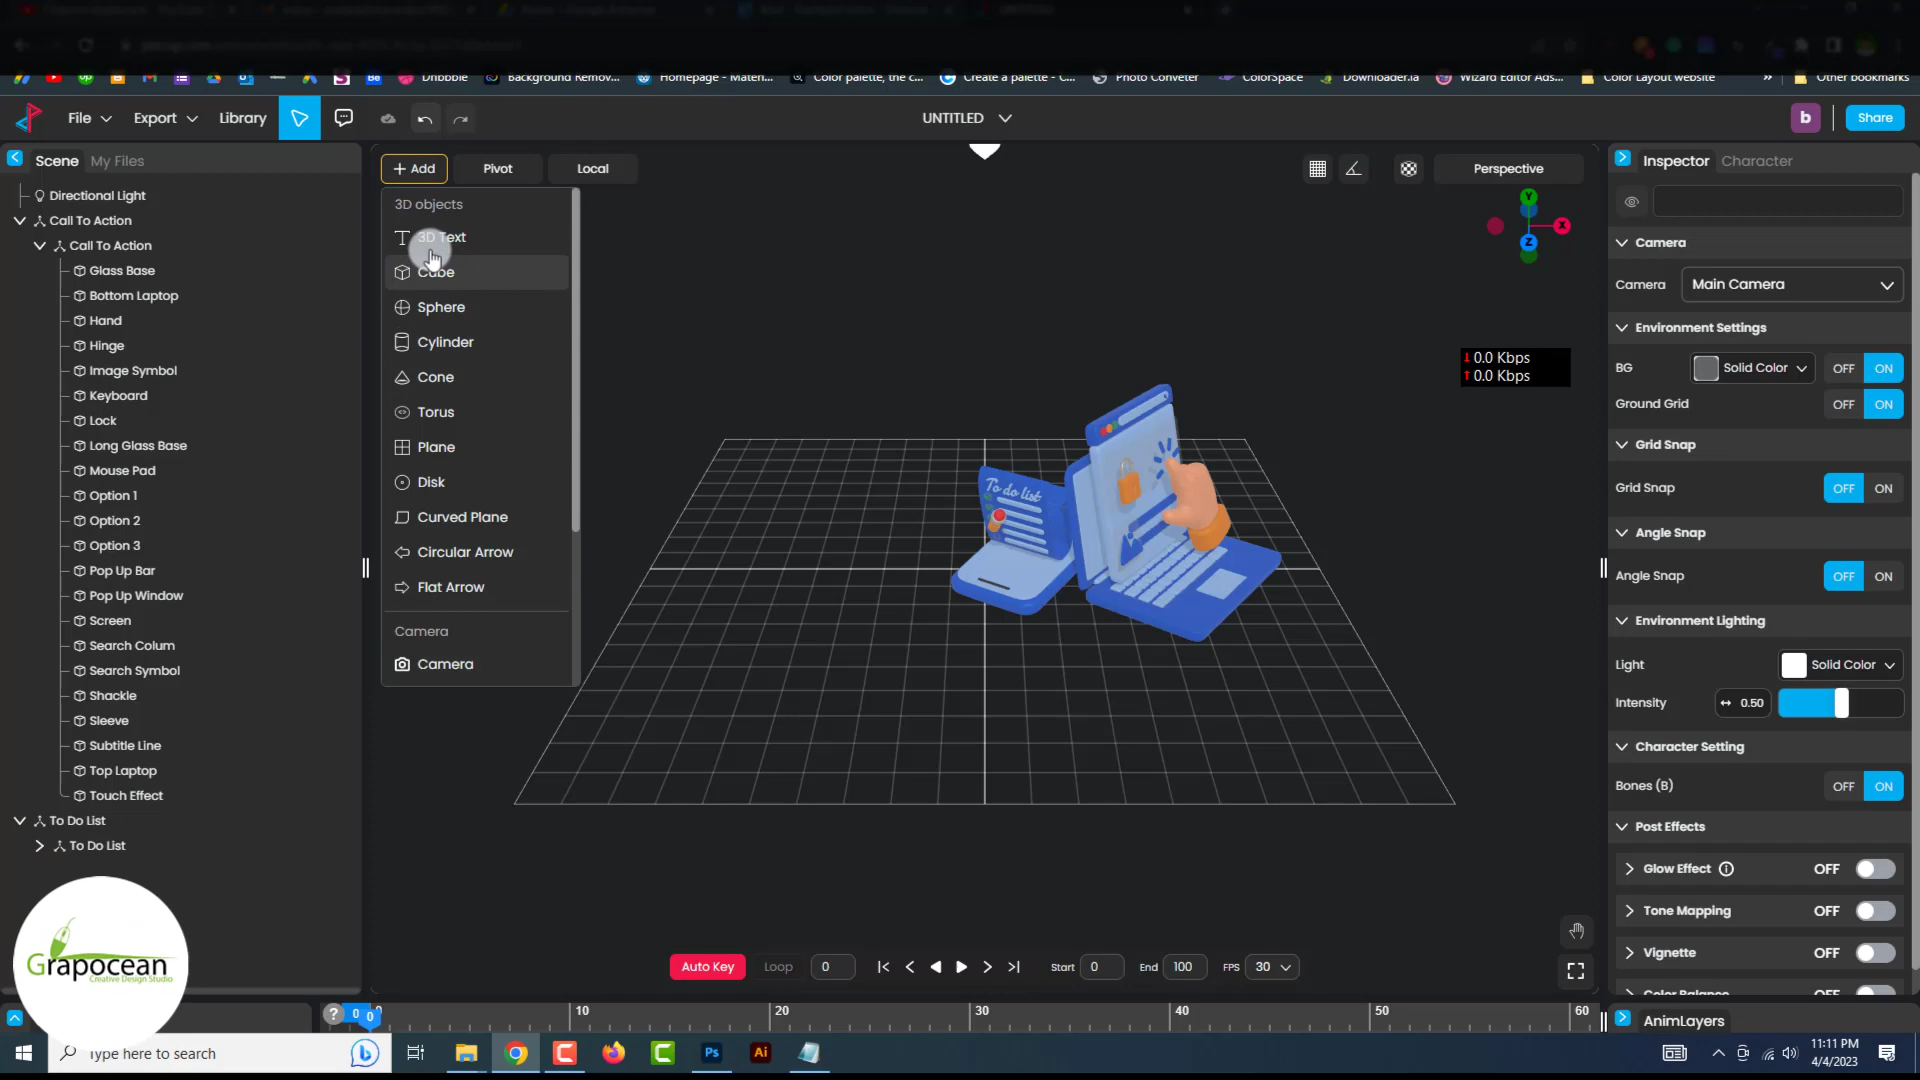 Dribbble
Background Remov...
Homepage - Materi...
Color palette, the c...
Create a palette - C...
Photo Conveter
ColorSpace
Downloader.la
Wizard Editor Ads...
Color Layout website
»
Other bookmarks
File
Export
Library
UNTITLED
b
Share
Scene
My Files
+ Add
Pivot
Local
Perspective
Inspector
Character
Directional Light
Call To Action
Call To Action
Glass Base
Bottom Laptop
Hand
Hinge
Image Symbol
Keyboard
Lock
Long Glass Base
Mouse Pad
Option 1
Option 2
Option 3
Pop Up Bar
Pop Up Window
Screen
Search Colum
Search Symbol
Shackle
Sleeve
Subtitle Line
Top Laptop
Touch Effect
To Do List
To Do List
3D objects
3D Text
Cube
Sphere
Cylinder
Cone
Torus
Plane
Disk
Curved Plane
Circular Arrow
Flat Arrow
Camera
Camera
Y
X
Z
0.0 Kbps
0.0 Kbps
To do list
Camera
Camera Main Camera
Environment Settings
BG Solid Color OFF ON
Ground Grid OFF ON
Grid Snap
Grid Snap OFF ON
Angle Snap
Angle Snap OFF ON
Environment Lighting
Light Solid Color
Intensity 0.50
Character Setting
Bones (B) OFF ON
Post Effects
Glow Effect OFF
Tone Mapping OFF
Vignette OFF
Grapocean
Creative Design Studio
Auto Key
Loop
0
Start 0
End 100
FPS 30
? 0 0 10 20 30 40 50 60
AnimLayers
Type here to search
Ps
Ai
11:11 PM
4/4/2023